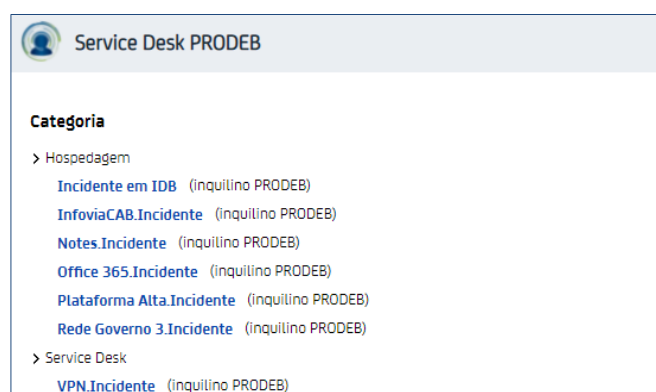 Service Desk PRODEB
Categoria
> Hospedagem
Incidente em IDB (inquilino PRODEB)
InfoviaCAB.Incidente (inquilino PRODEB)
Notes.Incidente (inquilino PRODEB)
Office 365.Incidente (inquilino PRODEB)
Plataforma Alta.Incidente (inquilino PRODEB)
Rede Governo 3.Incidente (inquilino PRODEB)
> Service Desk
VPN.Incidente (inquilino PRODEB)